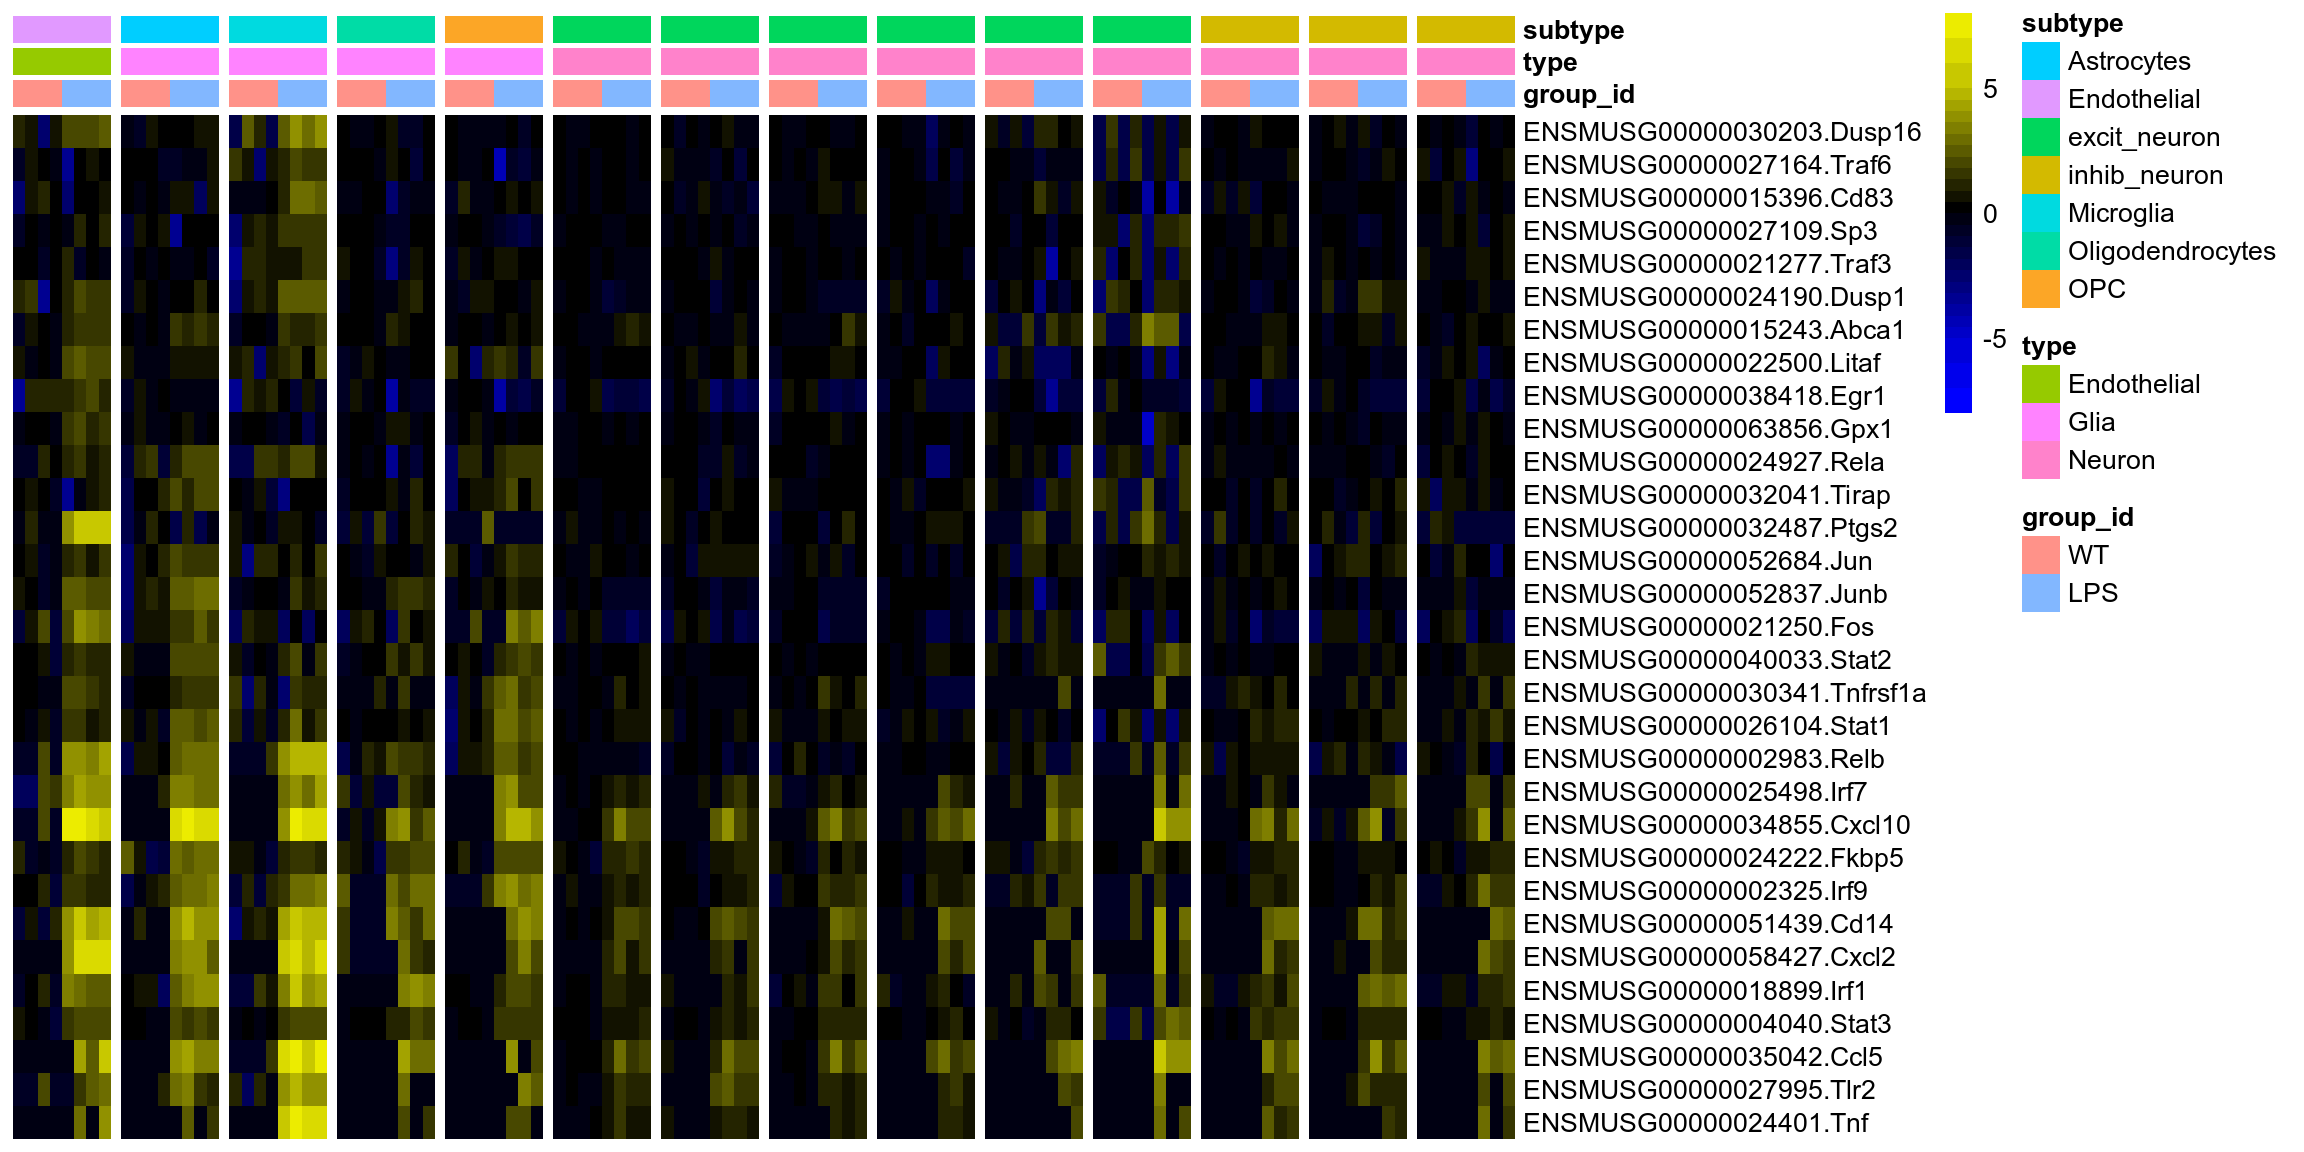 subtype
type
group_id
ENSMUSG00000030203.Dusp16
ENSMUSG00000027164.Traf6
ENSMUSG00000015396.Cd83
ENSMUSG00000027109.Sp3
ENSMUSG00000021277.Traf3
ENSMUSG00000024190.Dusp1
ENSMUSG00000015243.Abca1
ENSMUSG00000022500.Litaf
ENSMUSG00000038418.Egr1
ENSMUSG00000063856.Gpx1
ENSMUSG00000024927.Rela
ENSMUSG00000032041.Tirap
ENSMUSG00000032487.Ptgs2
ENSMUSG00000052684.Jun
ENSMUSG00000052837.Junb
ENSMUSG00000021250.Fos
ENSMUSG00000040033.Stat2
ENSMUSG00000030341.Tnfrsf1a
ENSMUSG00000026104.Stat1
ENSMUSG00000002983.Relb
ENSMUSG00000025498.Irf7
ENSMUSG00000034855.Cxcl10
ENSMUSG00000024222.Fkbp5
ENSMUSG00000002325.Irf9
ENSMUSG00000051439.Cd14
ENSMUSG00000058427.Cxcl2
ENSMUSG00000018899.Irf1
ENSMUSG00000004040.Stat3
ENSMUSG00000035042.Ccl5
ENSMUSG00000027995.Tlr2
ENSMUSG00000024401.Tnf
5
0
-5
subtype
Astrocytes
Endothelial
excit_neuron
inhib_neuron
Microglia
Oligodendrocytes
OPC
type
Endothelial
Glia
Neuron
group_id
WT
LPS